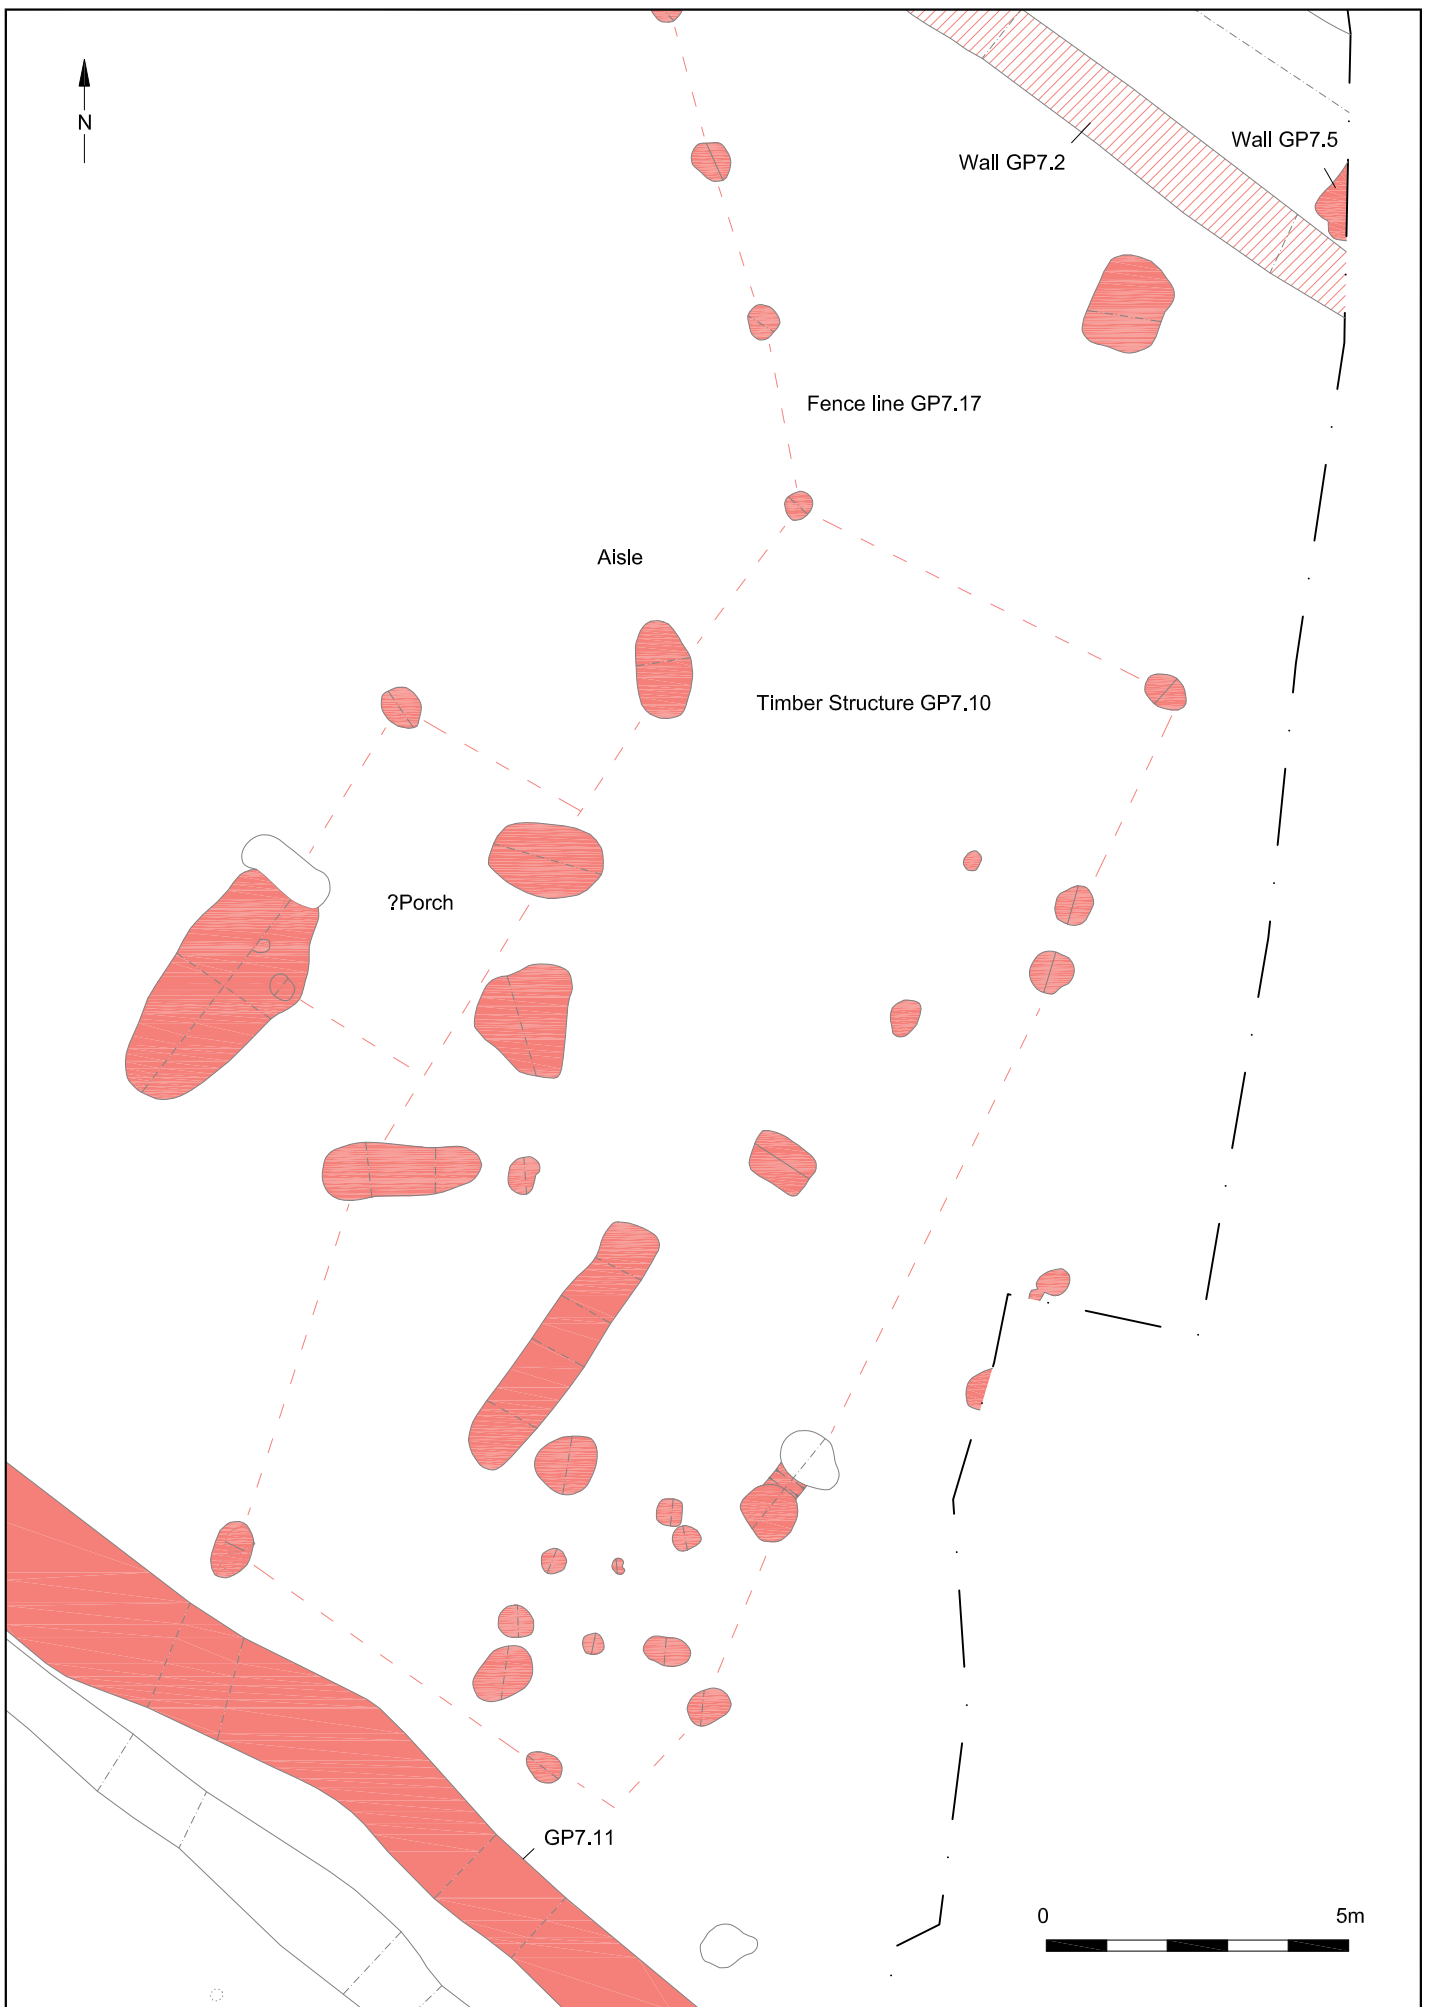 N
Wall GP7.5
Wall GP7.2
Fence line GP7.17
Aisle
Timber Structure GP7.10
?Porch
GP7.11
0 5m